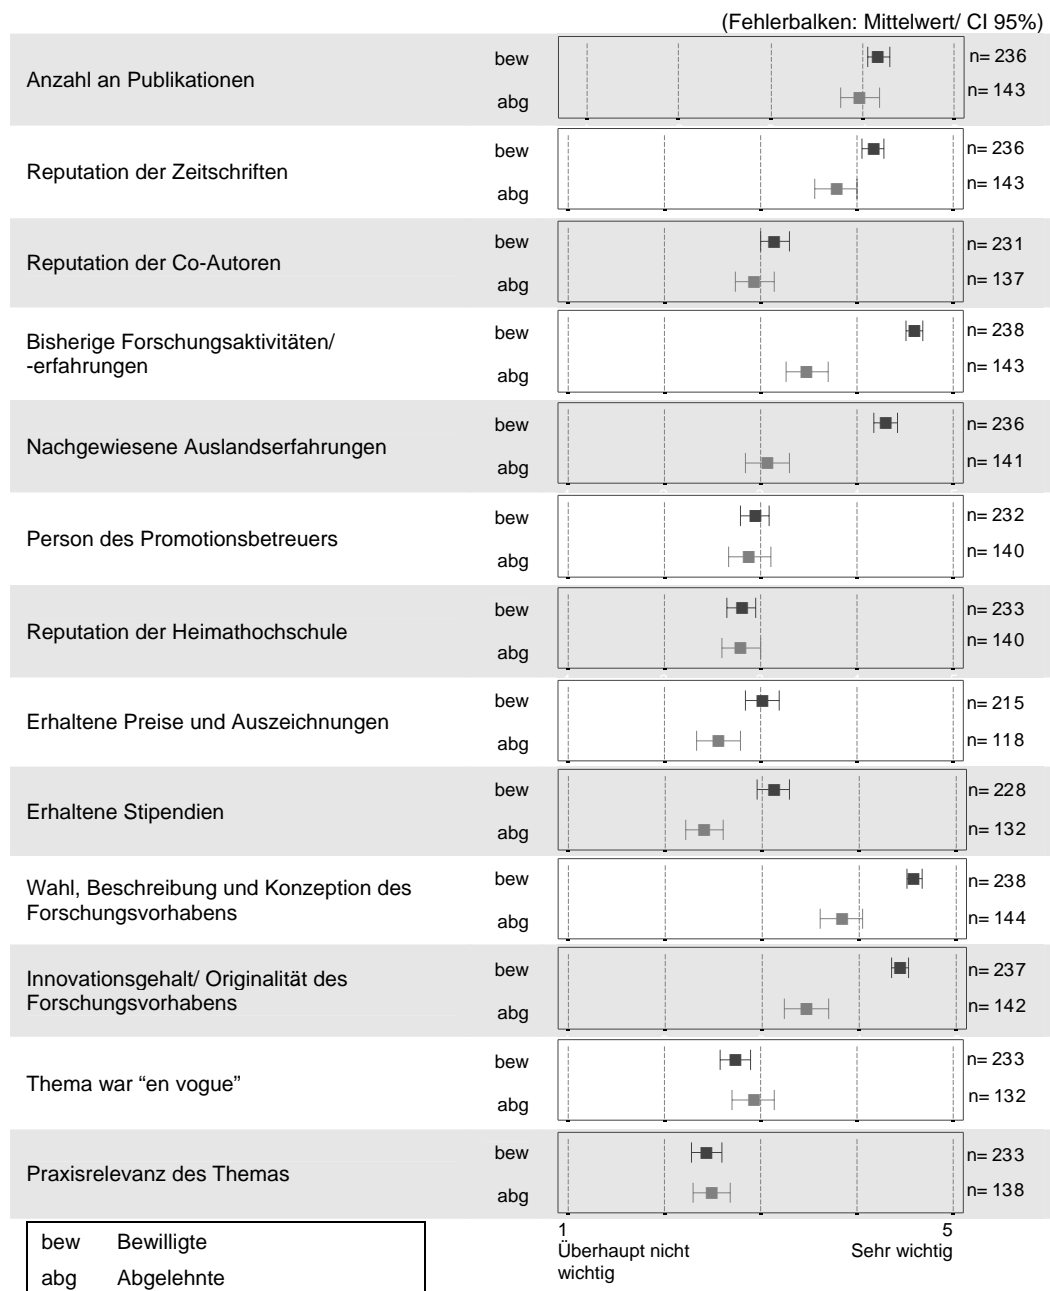 (Fehlerbalken: Mittelwert/ CI 95%)
Anzahl an Publikationen
bew
n= 236
abg
n= 143
Reputation der Zeitschriften
bew
n= 236
abg
n= 143
Reputation der Co-Autoren
bew
n= 231
abg
n= 137
Bisherige Forschungsaktivitäten/
-erfahrungen
bew
n= 238
abg
n= 143
Nachgewiesene Auslandserfahrungen
bew
n= 236
abg
n= 141
Person des Promotionsbetreuers
bew
n= 232
abg
n= 140
Reputation der Heimathochschule
bew
n= 233
abg
n= 140
Erhaltene Preise und Auszeichnungen
bew
n= 215
abg
n= 118
Erhaltene Stipendien
bew
n= 228
abg
n= 132
Wahl, Beschreibung und Konzeption des
Forschungsvorhabens
bew
n= 238
abg
n= 144
Innovationsgehalt/ Originalität des
Forschungsvorhabens
bew
n= 237
abg
n= 142
Thema war “en vogue”
bew
n= 233
abg
n= 132
Praxisrelevanz des Themas
bew
n= 233
abg
n= 138
1
5
Überhaupt nicht
wichtig
Sehr wichtig
bew Bewilligte
abg Abgelehnte